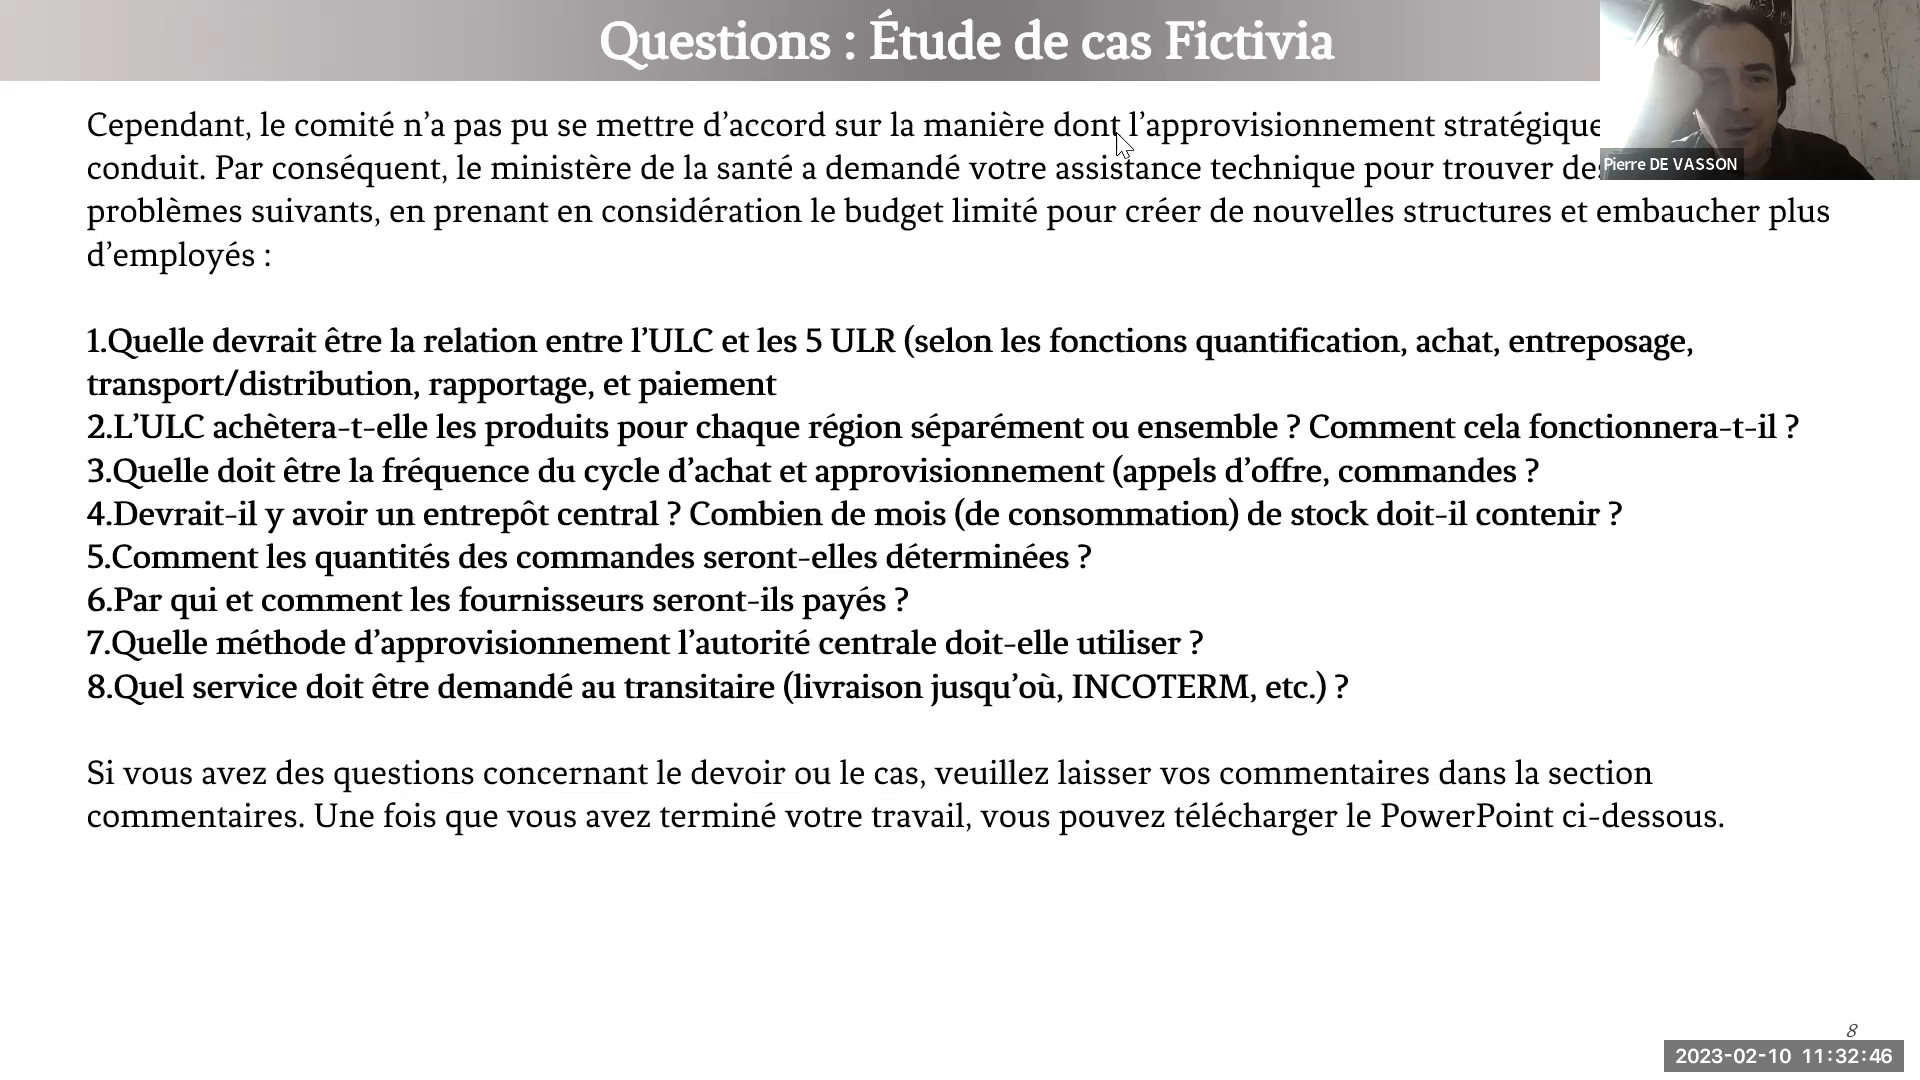 Questions : Étude de cas Fictivia
Cependant, le comité n’a pas pu se mettre d’accord sur la manière dont l’approvisionnement stratégique
conduit. Par conséquent, le ministère de la santé a demandé votre assistance technique pour trouver
problèmes suivants, en prenant en considération le budget limité pour créer de nouvelles structures et embaucher plus
d’employés :
1.Quelle devrait être la relation entre l’ULC et les 5 ULR (selon les fonctions quantification, achat, entreposage,
transport/distribution, rapportage, et paiement
2.L’ULC achètera-t-elle les produits pour chaque région séparément ou ensemble ? Comment cela fonctionnera-t-il ?
3.Quelle doit être la fréquence du cycle d’achat et approvisionnement (appels d’offre, commandes ?
4.Devrait-il y avoir un entrepôt central ? Combien de mois (de consommation) de stock doit-il contenir ?
5.Comment les quantités des commandes seront-elles déterminées ?
6.Par qui et comment les fournisseurs seront-ils payés ?
7.Quelle méthode d’approvisionnement l’autorité centrale doit-elle utiliser ?
8.Quel service doit être demandé au transitaire (livraison jusqu’où, INCOTERM, etc.) ?
Si vous avez des questions concernant le devoir ou le cas, veuillez laisser vos commentaires dans la section
commentaires. Une fois que vous avez terminé votre travail, vous pouvez télécharger le PowerPoint ci-dessous.
Pierre DE VASSON
8
2023-02-10 11:32:46